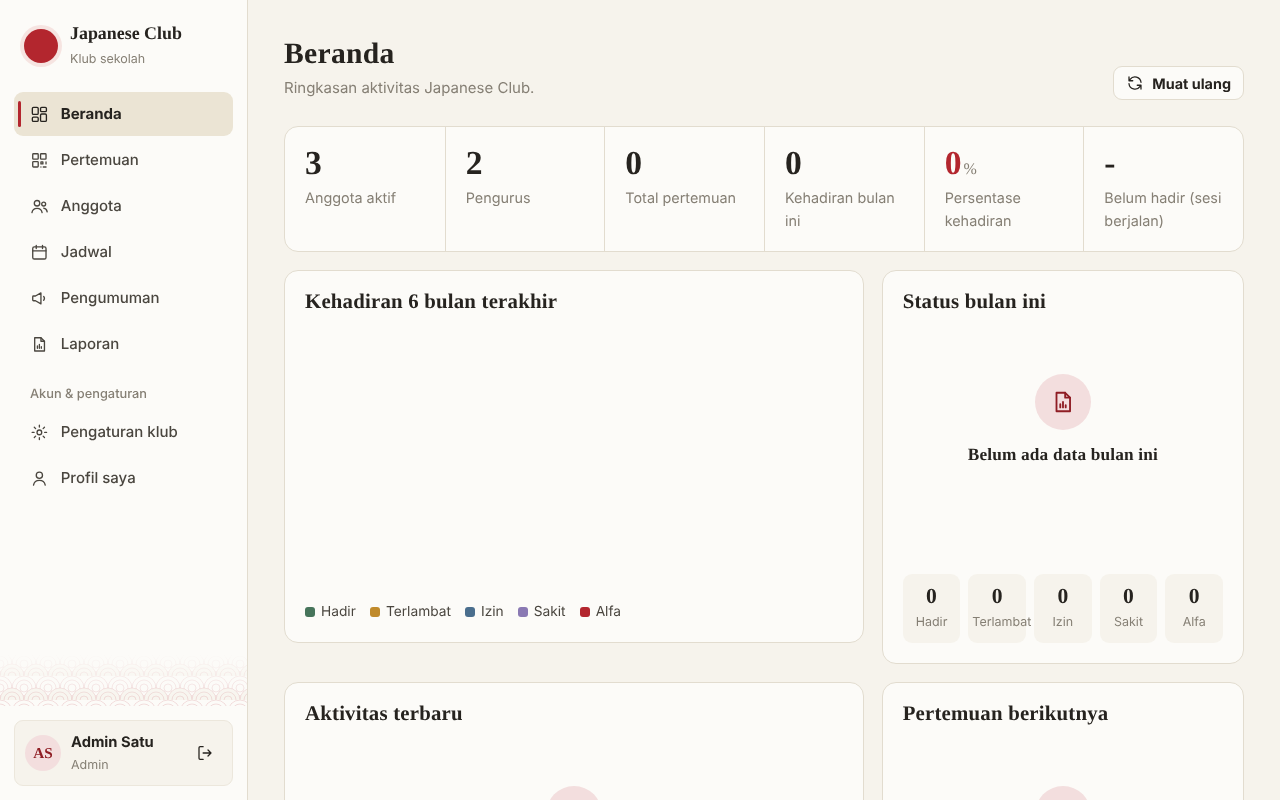 Japanese Club
Klub sekolah
Beranda
Pertemuan
Anggota
Jadwal
Pengumuman
Laporan
Akun & pengaturan
Pengaturan klub
Profil saya
AS
Admin Satu
Admin
Beranda
Ringkasan aktivitas Japanese Club.
Muat ulang
3
Anggota aktif
2
Pengurus
0
Total pertemuan
0
Kehadiran bulan
ini
0%
Persentase
kehadiran
-
Belum hadir (sesi
berjalan)
Kehadiran 6 bulan terakhir
Hadir Terlambat Izin Sakit Alfa
Status bulan ini
Belum ada data bulan ini
0 0 0 0 0
Hadir Terlambat Izin Sakit Alfa
Aktivitas terbaru
Pertemuan berikutnya